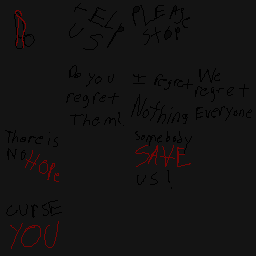 HELP
US!
PLEASE
STOP
Do you
regret
Them?
I regret
Nothing
We
regret
Everyone
There is
No HOPE
Somebody
SAVE
US!
CURSE
YOU